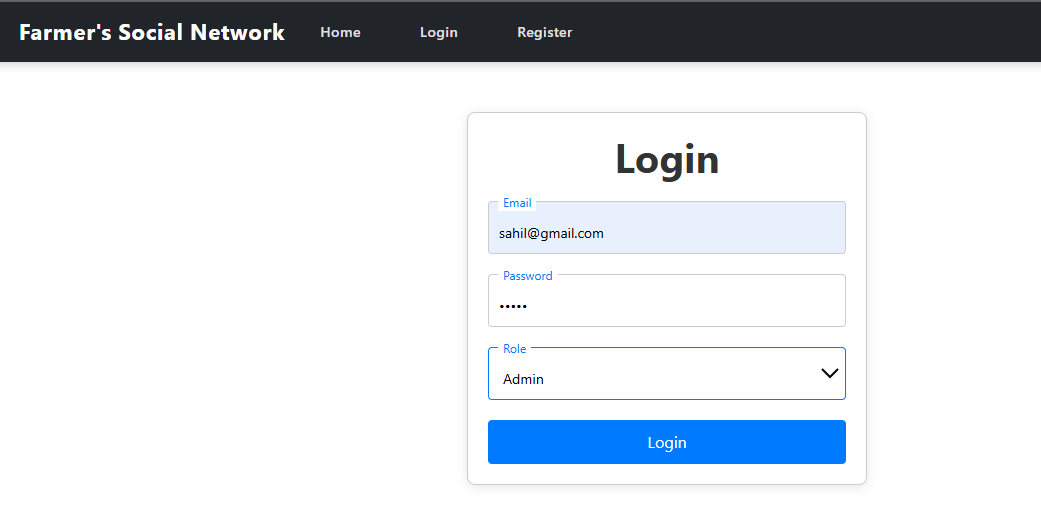 Farmer's Social Network Home Login Register
Login
Email
sahil@gmail.com
Password
•••••
Role
Admin
Login